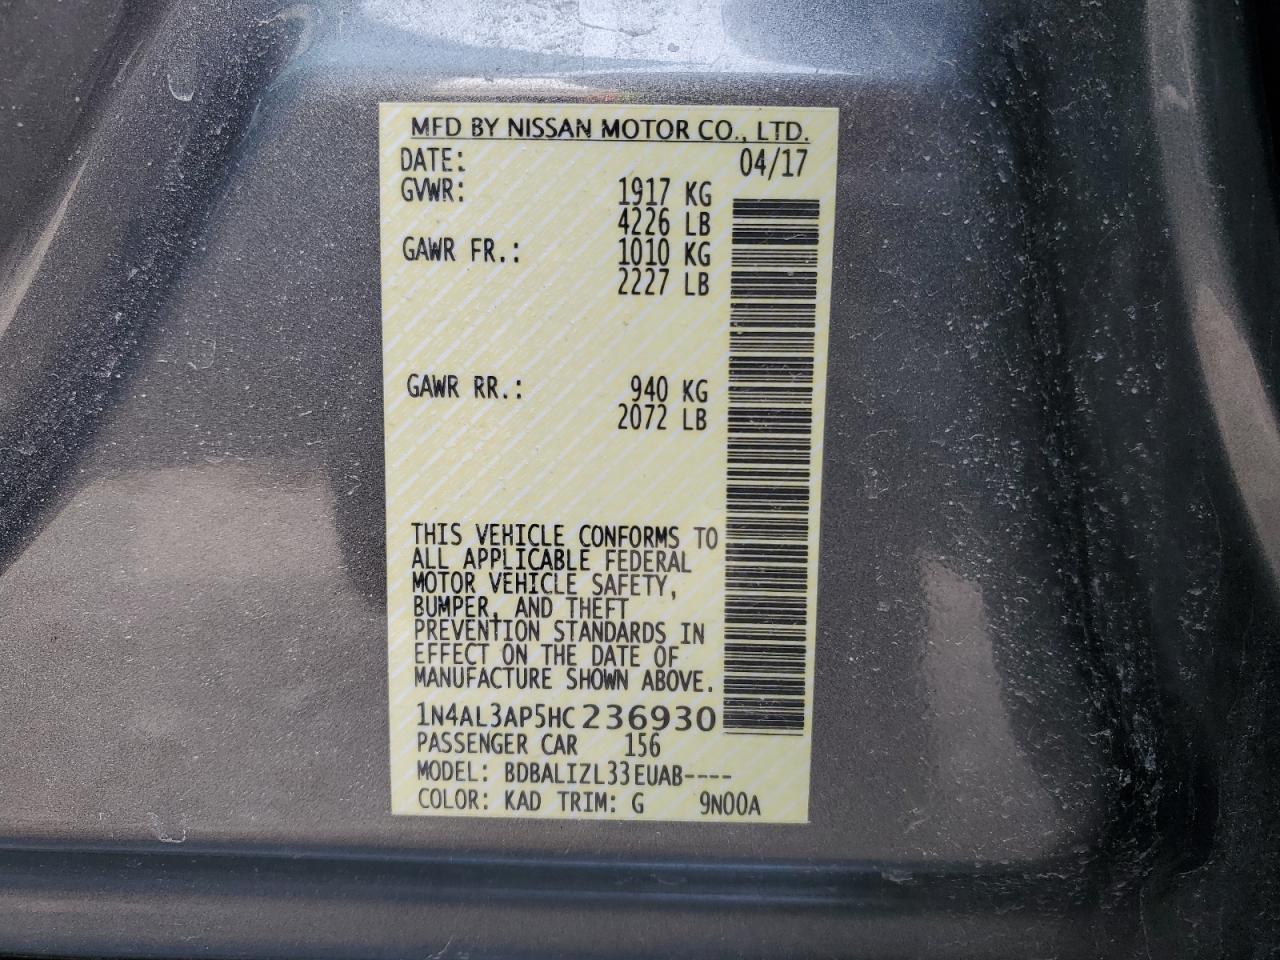 MFD BY NISSAN MOTOR CO., LTD.
DATE: 04/17
GVWR: 1917 KG
4226 LB
GAWR FR.: 1010 KG
2227 LB
GAWR RR.: 940 KG
2072 LB
THIS VEHICLE CONFORMS TO
ALL APPLICABLE FEDERAL
MOTOR VEHICLE SAFETY,
BUMPER, AND THEFT
PREVENTION STANDARDS IN
EFFECT ON THE DATE OF
MANUFACTURE SHOWN ABOVE.
1N4AL3AP5HC236930
PASSENGER CAR 156
MODEL: BDBALIZL33EUAB----
COLOR: KAD TRIM: G 9N00A